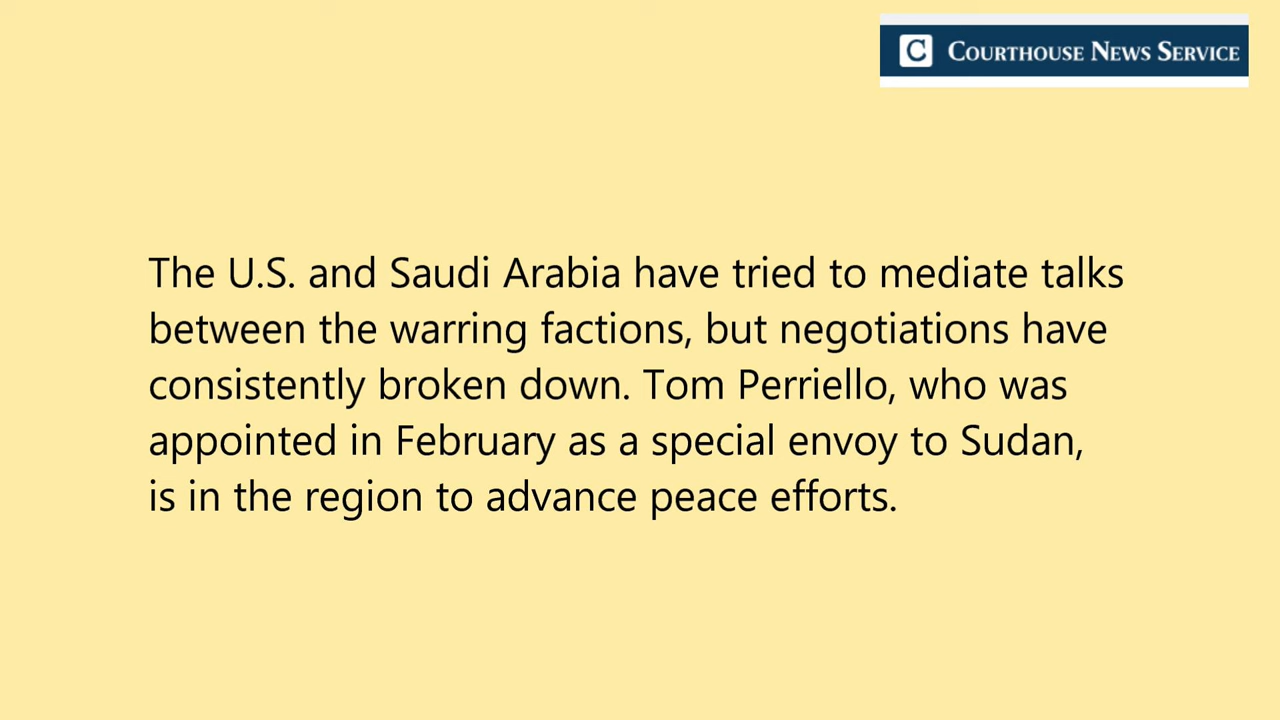 C COURTHOUSE NEWS SERVICE
The U.S. and Saudi Arabia have tried to mediate talks
between the warring factions, but negotiations have
consistently broken down. Tom Perriello, who was
appointed in February as a special envoy to Sudan,
is in the region to advance peace efforts.